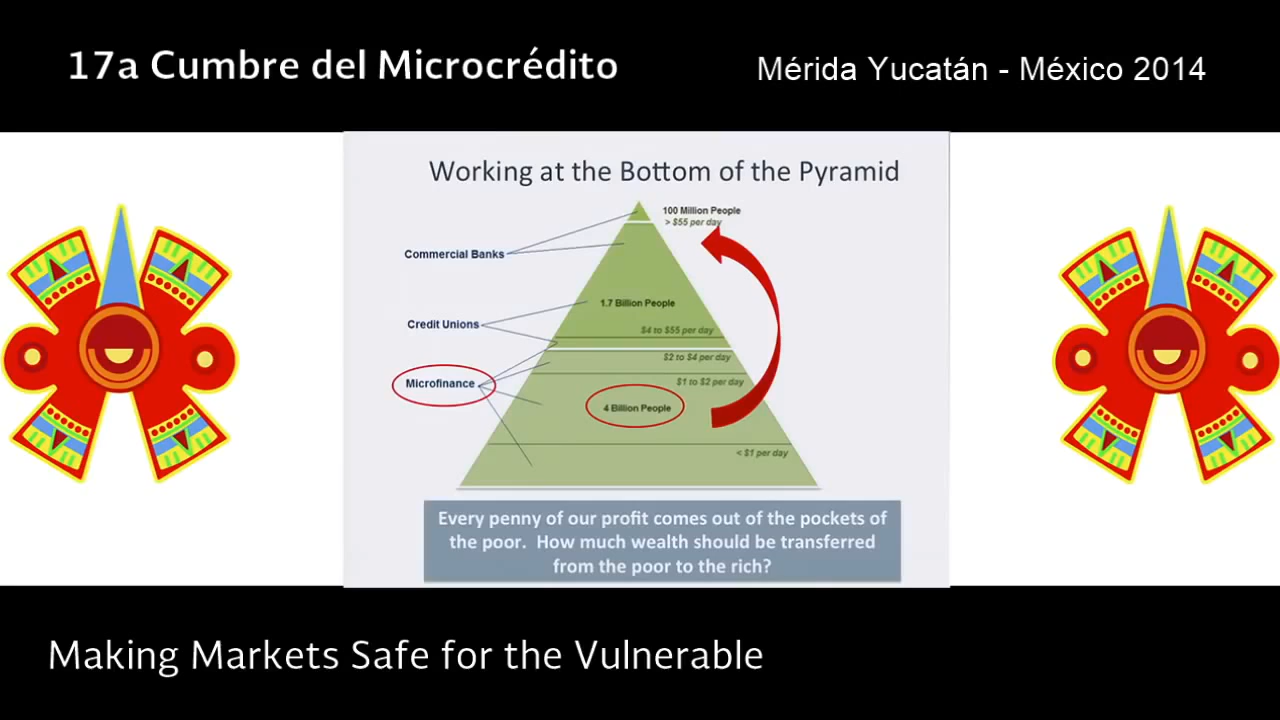 17a Cumbre del Microcrédito
Mérida Yucatán - México 2014
Working at the Bottom of the Pyramid
100 Million People
> $55 per day
Commercial Banks
1.7 Billion People
Credit Unions
$4 to $55 per day
$2 to $4 per day
Microfinance
$1 to $2 per day
4 Billion People
< $1 per day
Every penny of our profit comes out of the pockets of
the poor. How much wealth should be transferred
from the poor to the rich?
Making Markets Safe for the Vulnerable